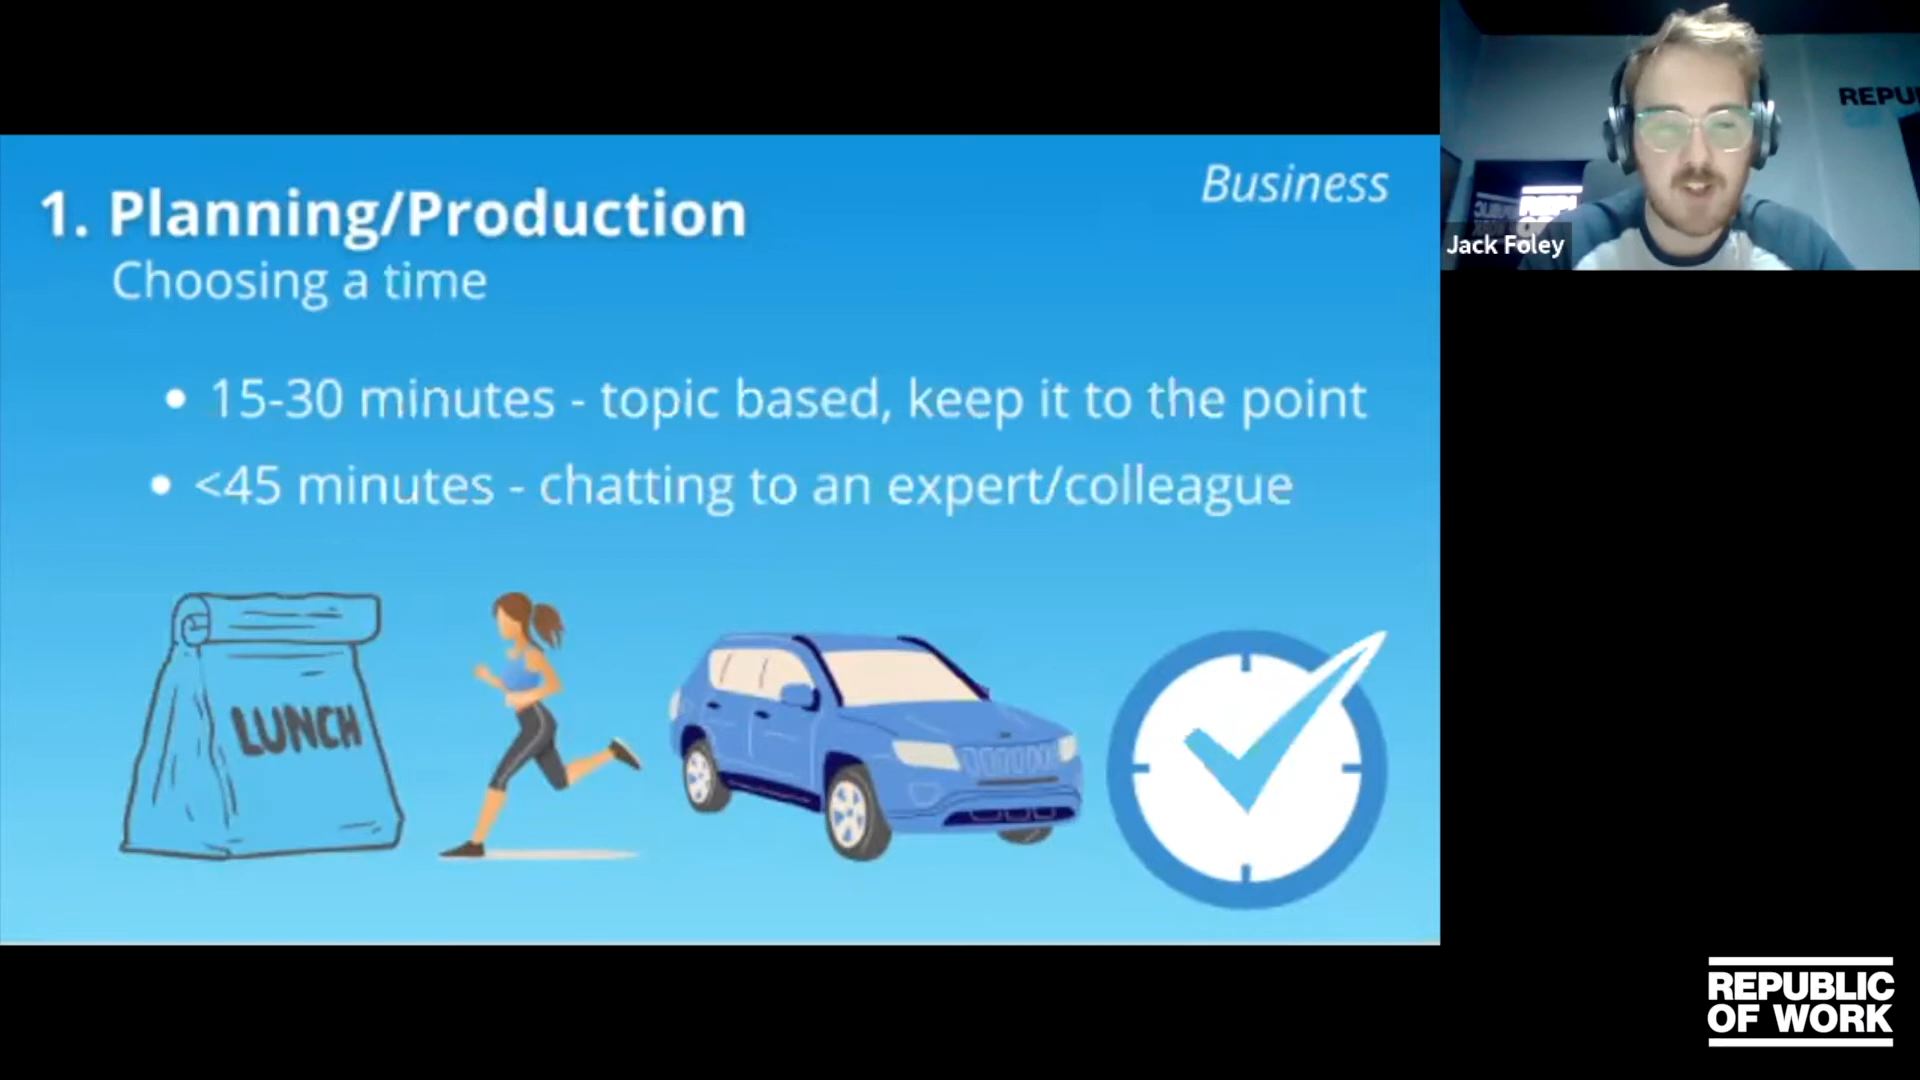 Business
1. Planning/Production
Choosing a time
• 15-30 minutes - topic based, keep it to the point
• <45 minutes - chatting to an expert/colleague
LUNCH
REPU
Jack Foley
REPUBLIC
OF WORK